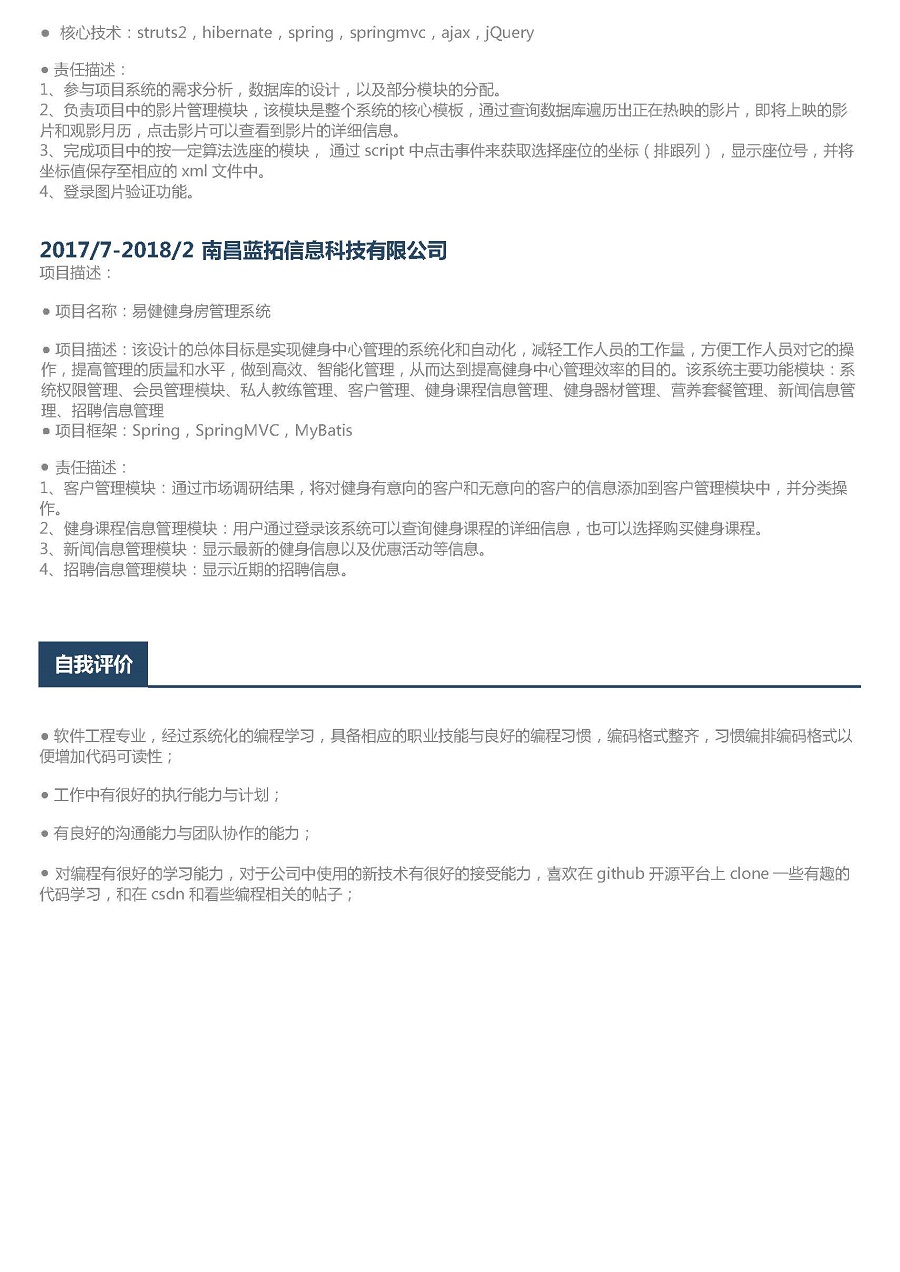 ● 核心技术：struts2，hibernate，spring，springmvc，ajax，jQuery
● 责任描述：
1、参与项目系统的需求分析，数据库的设计，以及部分模块的分配。
2、负责项目中的影片管理模块，该模块是整个系统的核心模板，通过查询数据库遍历出正在热映的影片，即将上映的影
片和观影月历，点击影片可以查看到影片的详细信息。
3、完成项目中的按一定算法选座的模块， 通过 script 中点击事件来获取选择座位的坐标（排跟列），显示座位号，并将
坐标值保存至相应的 xml 文件中。
4、登录图片验证功能。
2017/7-2018/2 南昌蓝拓信息科技有限公司
项目描述：
● 项目名称：易健健身房管理系统
● 项目描述：该设计的总体目标是实现健身中心管理的系统化和自动化，减轻工作人员的工作量，方便工作人员对它的操
作，提高管理的质量和水平，做到高效、智能化管理，从而达到提高健身中心管理效率的目的。该系统主要功能模块：系
统权限管理、会员管理模块、私人教练管理、客户管理、健身课程信息管理、健身器材管理、营养套餐管理、新闻信息管
理、招聘信息管理
● 项目框架：Spring，SpringMVC，MyBatis
● 责任描述：
1、客户管理模块：通过市场调研结果，将对健身有意向的客户和无意向的客户的信息添加到客户管理模块中，并分类操
作。
2、健身课程信息管理模块：用户通过登录该系统可以查询健身课程的详细信息，也可以选择购买健身课程。
3、新闻信息管理模块：显示最新的健身信息以及优惠活动等信息。
4、招聘信息管理模块：显示近期的招聘信息。
自我评价
● 软件工程专业，经过系统化的编程学习，具备相应的职业技能与良好的编程习惯，编码格式整齐，习惯编排编码格式以
便增加代码可读性；
● 工作中有很好的执行能力与计划；
● 有良好的沟通能力与团队协作的能力；
● 对编程有很好的学习能力，对于公司中使用的新技术有很好的接受能力，喜欢在 github 开源平台上 clone 一些有趣的
代码学习，和在 csdn 和看些编程相关的帖子；